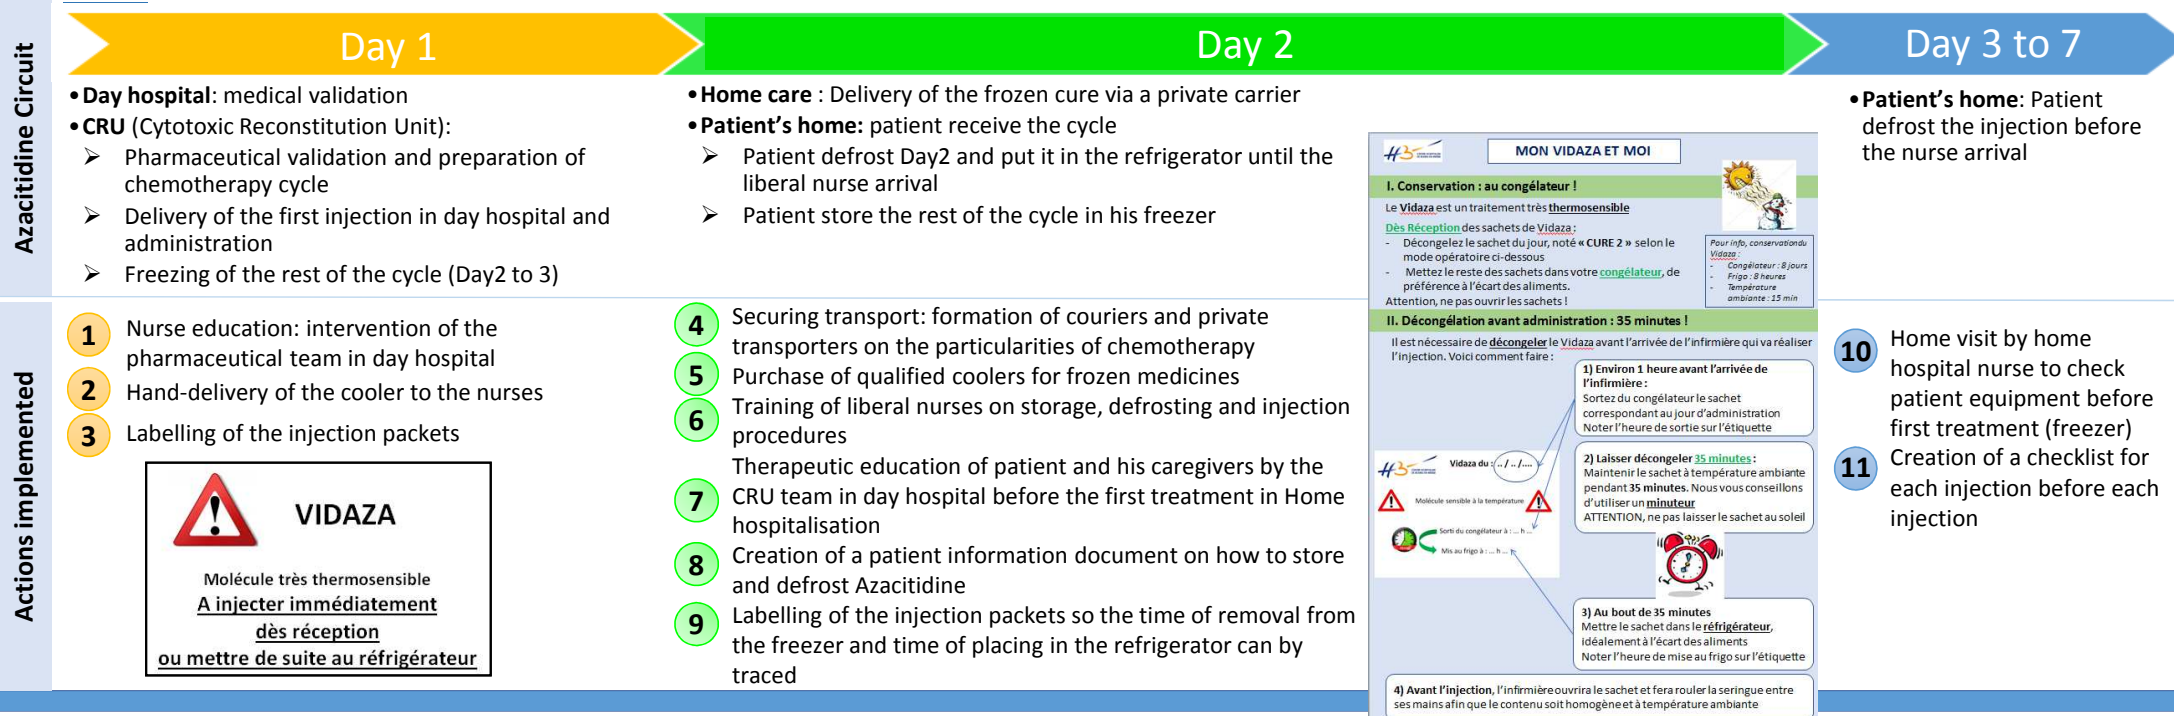 Day 1
Day 2
Day 3 to 7
Azacitidine Circuit
•Day hospital: medical validation
•CRU (Cytotoxic Reconstitution Unit):
➢ Pharmaceutical validation and preparation of
chemotherapy cycle
➢ Delivery of the first injection in day hospital and
administration
➢ Freezing of the rest of the cycle (Day2 to 3)
•Home care : Delivery of the frozen cure via a private carrier
•Patient's home: patient receive the cycle
➢ Patient defrost Day2 and put it in the refrigerator until the
liberal nurse arrival
➢ Patient store the rest of the cycle in his freezer
•Patient's home: Patient
defrost the injection before
the nurse arrival
Actions implemented
1 Nurse education: intervention of the
pharmaceutical team in day hospital
2 Hand-delivery of the cooler to the nurses
3 Labelling of the injection packets
VIDAZA
Molécule très thermosensible
A injecter immédiatement
dès réception
ou mettre de suite au réfrigérateur
4 Securing transport: formation of couriers and private
transporters on the particularities of chemotherapy
5 Purchase of qualified coolers for frozen medicines
6 Training of liberal nurses on storage, defrosting and injection
procedures
Therapeutic education of patient and his caregivers by the
7 CRU team in day hospital before the first treatment in Home
hospitalisation
8 Creation of a patient information document on how to store
and defrost Azacitidine
9 Labelling of the injection packets so the time of removal from
the freezer and time of placing in the refrigerator can by
traced
H3
MON VIDAZA ET MOI
I. Conservation : au congélateur !
Le Vidaza est un traitement très thermosensible
Dès Réception des sachets de Vidaza :
- Décongelez le sachet du jour, noté « CURE 2 » selon le
mode opératoire ci-dessous
- Mettez le reste des sachets dans votre congélateur, de
préférence à l'écart des aliments.
Attention, ne pas ouvrir les sachets !
Pour info, conservation du
Vidaza :
- Congélateur : 8 jours
- Frigo : 8 heures
- Température
ambiante : 15 min
II. Décongélation avant administration : 35 minutes !
Il est nécessaire de décongeler le Vidaza avant l'arrivée de l'infirmière qui va réaliser
l'injection. Voici comment faire :
1) Environ 1 heure avant l'arrivée de
l'infirmière :
Sortez du congélateur le sachet
correspondant au jour d'administration
Noter l'heure de sortie sur l'étiquette
2) Laisser décongeler 35 minutes :
Maintenir le sachet à température ambiante
pendant 35 minutes. Nous vous conseillons
d'utiliser un minuteur
ATTENTION, ne pas laisser le sachet au soleil
H3
Vidaza du : .. / .. /....
Molécule sensible à la température
Sorti du congélateur à : ... h ...
Mis au frigo à : ... h ...
3) Au bout de 35 minutes
Mettre le sachet dans le réfrigérateur,
idéalement à l'écart des aliments
Noter l'heure de mise au frigo sur l'étiquette
4) Avant l'injection, l'infirmière ouvrira le sachet et fera rouler la seringue entre
ses mains afin que le contenu soit homogène et à température ambiante
10 Home visit by home
hospital nurse to check
patient equipment before
first treatment (freezer)
11 Creation of a checklist for
each injection before each
injection